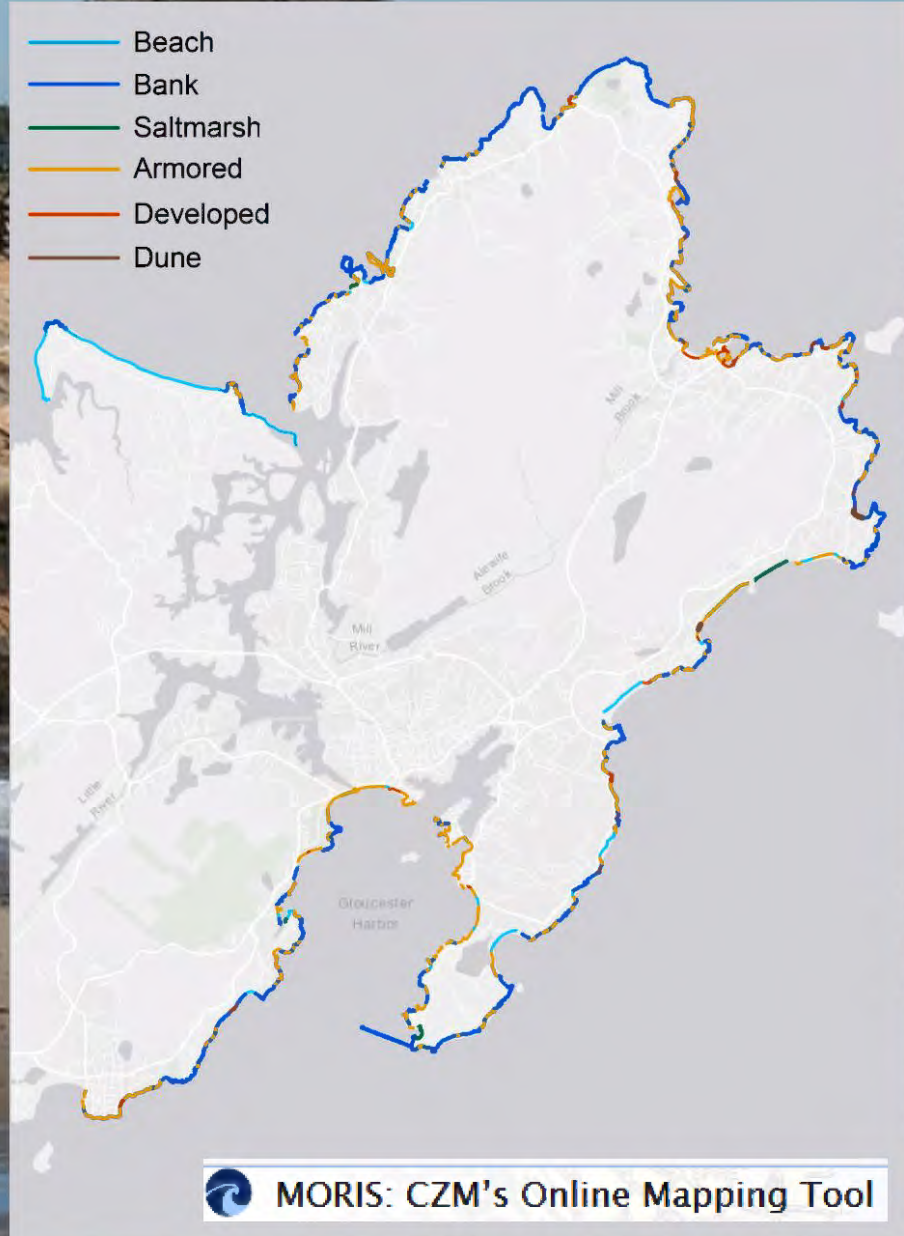 Beach
Bank
Saltmarsh
Armored
Developed
Dune
Mill
Brook
Alewife
Brook
Mill
River
Little
River
Gloucester
Harbor
MORIS: CZM's Online Mapping Tool